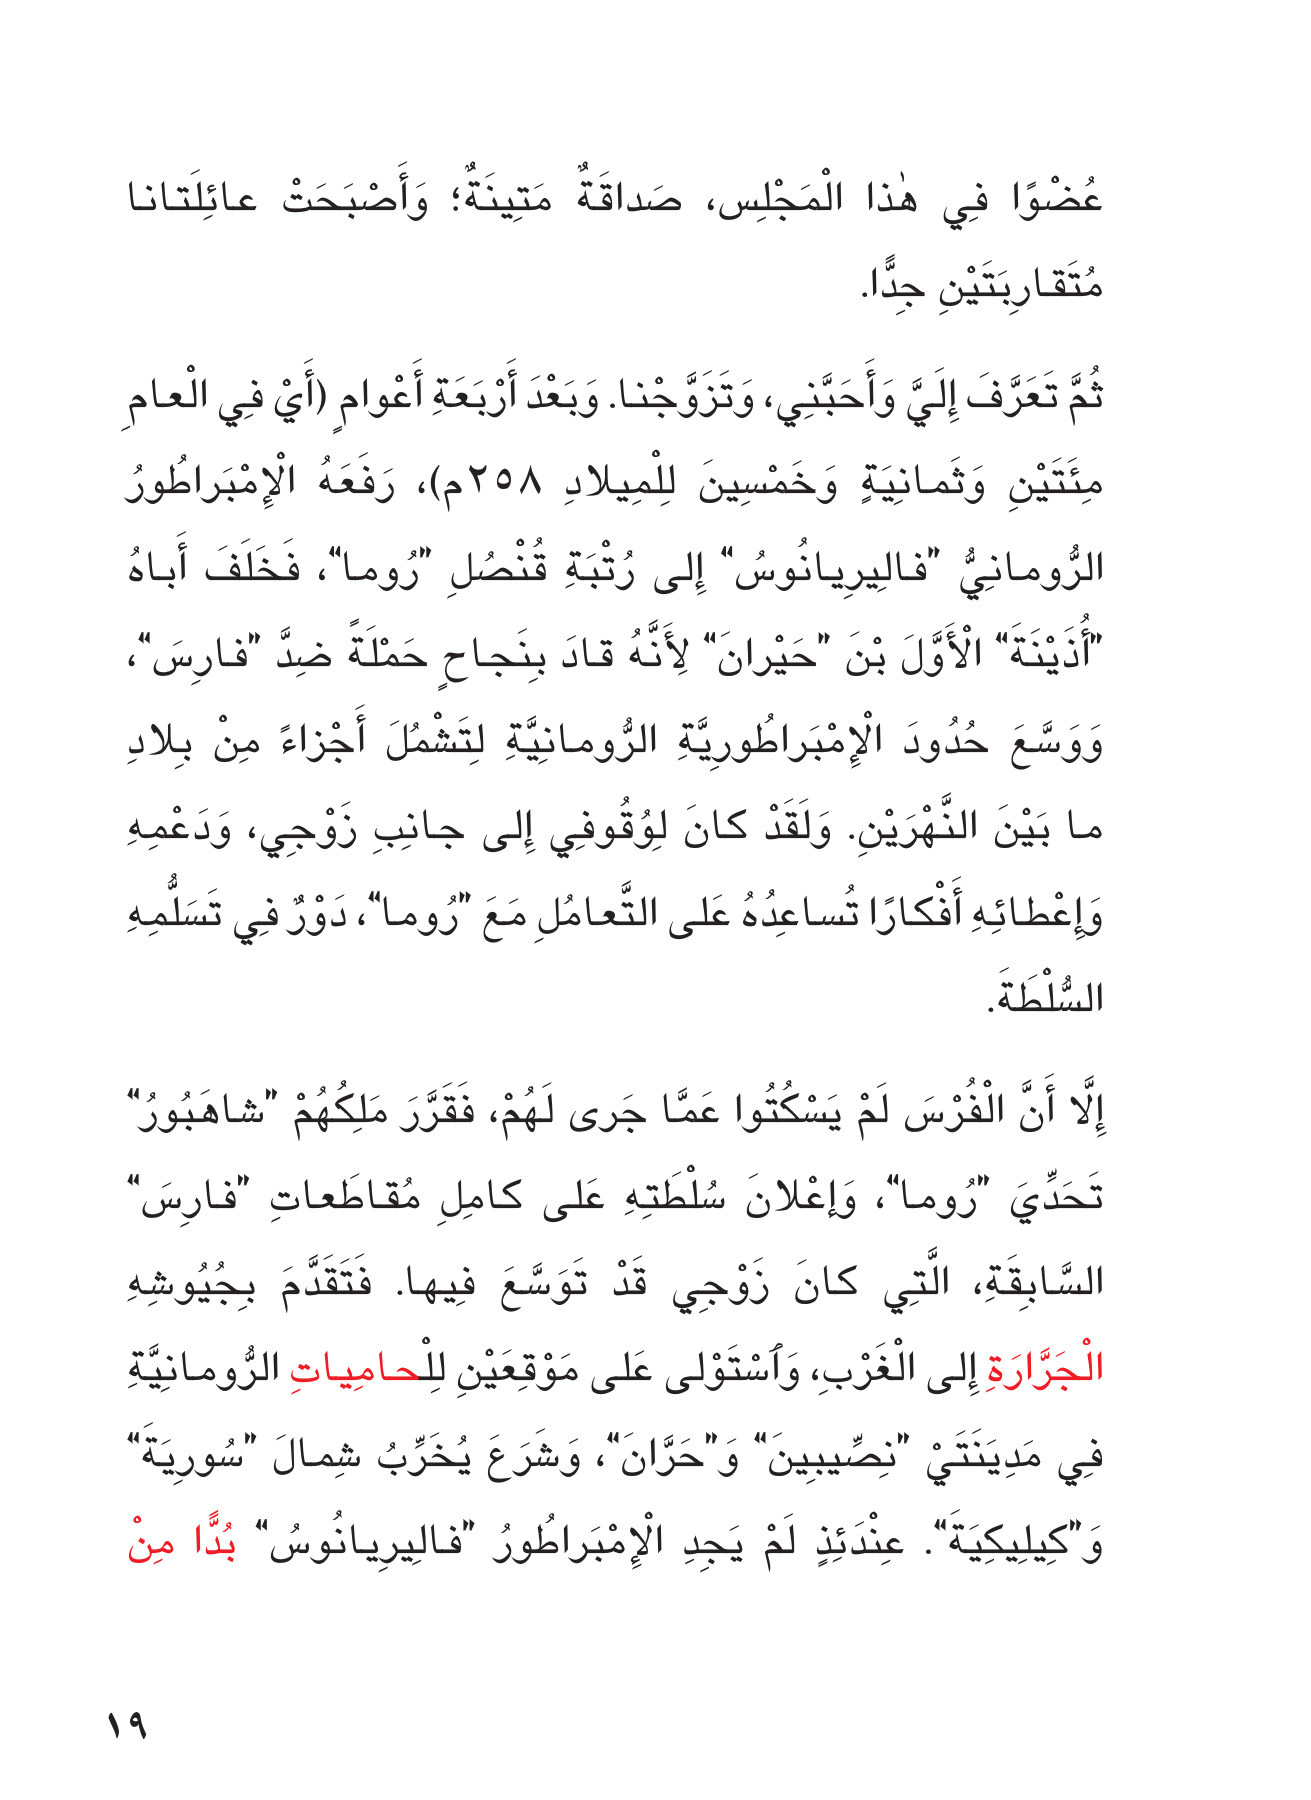 عُضْوًا فِي هٰذا الْمَجْلِس، صَداقَةٌ مَتِينَةٌ؛ وَأَصْبَحَتْ عائِلَتانا
مُتَقارِبَتَيْنِ جِدًّا.
ثُمَّ تَعَرَّفَ إِلَيَّ وَأَحَبَّنِي، وَتَزَوَّجْنا. وَبَعْدَ أَرْبَعَةِ أَعْوامٍ (أَيْ فِي الْعامِ
مِئَتَيْنِ وَثَمانِيَةٍ وَخَمْسِينَ لِلْمِيلادِ ٢٥٨م)، رَفَعَهُ الْإِمْبَراطُورُ
الرُّومانِيُّ ”فالِيرِيانُوسُ“ إِلى رُتْبَةِ قُنْصُلِ ”رُوما“، فَخَلَفَ أَباهُ
”أُذَيْنَةَ“ الْأَوَّلَ بْنَ ”حَيْرانَ“ لِأَنَّهُ قادَ بِنَجاحٍ حَمْلَةً ضِدَّ ”فارِسَ“،
وَوَسَّعَ حُدُودَ الْإِمْبَراطُورِيَّةِ الرُّومانِيَّةِ لِتَشْمُلَ أَجْزاءً مِنْ بِلادِ
ما بَيْنَ النَّهْرَيْنِ. وَلَقَدْ كانَ لِوُقُوفِي إِلى جانِبِ زَوْجِي، وَدَعْمِهِ
وَإِعْطائِهِ أَفْكارًا تُساعِدُهُ عَلى التَّعامُلِ مَعَ ”رُوما“، دَوْرٌ فِي تَسَلُّمِهِ
السُّلْطَةَ.
إِلَّا أَنَّ الْفُرْسَ لَمْ يَسْكُتُوا عَمَّا جَرى لَهُمْ، فَقَرَّرَ مَلِكُهُمْ ”شاهَبُورُ“
تَحَدِّيَ ”رُوما“، وَإعْلانَ سُلْطَتِهِ عَلى كامِلِ مُقاطَعاتِ ”فارِسَ“
السَّابِقَةِ، الَّتِي كانَ زَوْجِي قَدْ تَوَسَّعَ فِيها. فَتَقَدَّمَ بِجُيُوشِهِ
الْجَرَّارَةِ إِلى الْغَرْبِ، وَٱسْتَوْلى عَلى مَوْقِعَيْنِ لِلْحامِياتِ الرُّومانِيَّةِ
فِي مَدِيَنَتَيْ ”نِصِّيبِينَ“ وَ”حَرَّانَ“، وَشَرَعَ يُخَرِّبُ شِمالَ ”سُورِيَةَ“
وَ”كِيلِيكِيَةَ“. عِنْدَئِذٍ لَمْ يَجِدِ الْإِمْبَراطُورُ ”فالِيرِيانُوسُ“ بُدًّا مِنْ
١٩